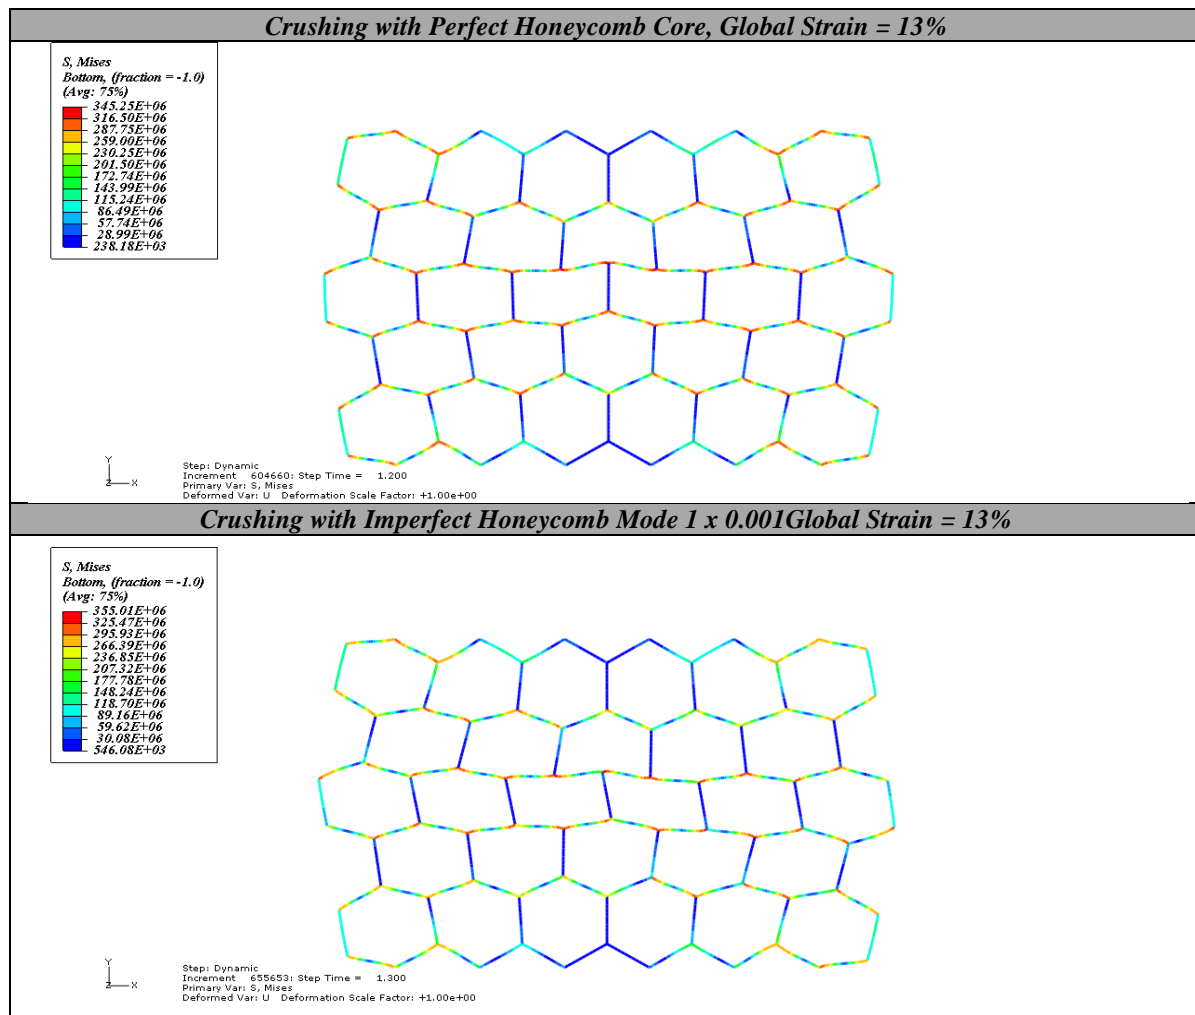 Crushing with Perfect Honeycomb Core, Global Strain = 13%
S, Mises
Bottom, (fraction = -1.0)
(Avg: 75%)
345.25E+06
316.50E+06
287.75E+06
259.00E+06
230.25E+06
201.50E+06
172.74E+06
143.99E+06
115.24E+06
86.49E+06
57.74E+06
28.99E+06
238.18E+03
Y
Z X
Step: Dynamic
Increment 604660: Step Time = 1.200
Primary Var: S, Mises
Deformed Var: U Deformation Scale Factor: +1.00e+00
Crushing with Imperfect Honeycomb Mode 1 x 0.001Global Strain = 13%
S, Mises
Bottom, (fraction = -1.0)
(Avg: 75%)
355.01E+06
325.47E+06
295.93E+06
266.39E+06
236.85E+06
207.32E+06
177.78E+06
148.24E+06
118.70E+06
89.16E+06
59.62E+06
30.08E+06
546.08E+03
Y
Z X
Step: Dynamic
Increment 655653: Step Time = 1.300
Primary Var: S, Mises
Deformed Var: U Deformation Scale Factor: +1.00e+00